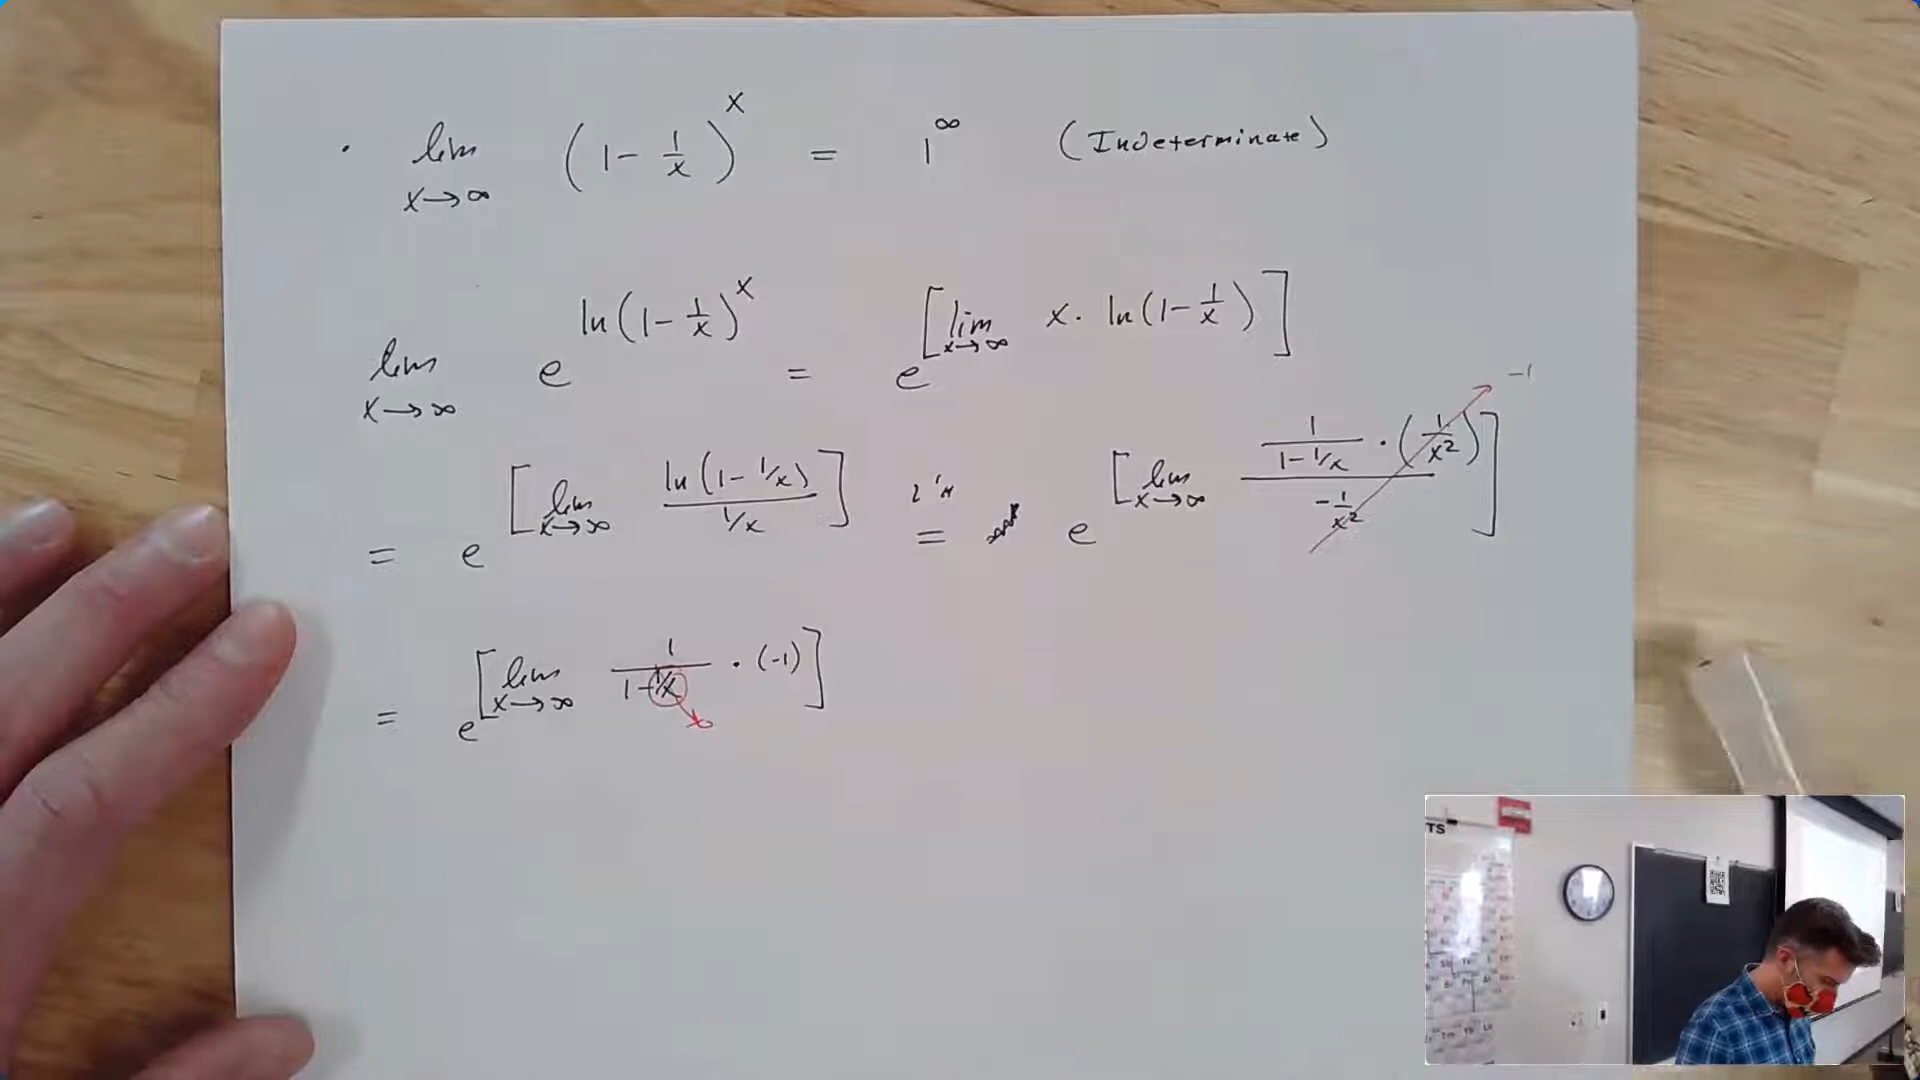 · lim x→∞ (1 - 1/x)^x = 1^∞ (Indeterminate)
lim x→∞ e^ln(1 - 1/x)^x = e^[lim x→∞ x · ln(1 - 1/x)]
= e^[lim x→∞ ln(1 - 1/x) / 1/x] L'H = e^[lim x→∞ 1/(1 - 1/x) · (1/x²) / -1/x²] -1
= e^[lim x→∞ 1/(1 - 1/x) · (-1)] 0
TS